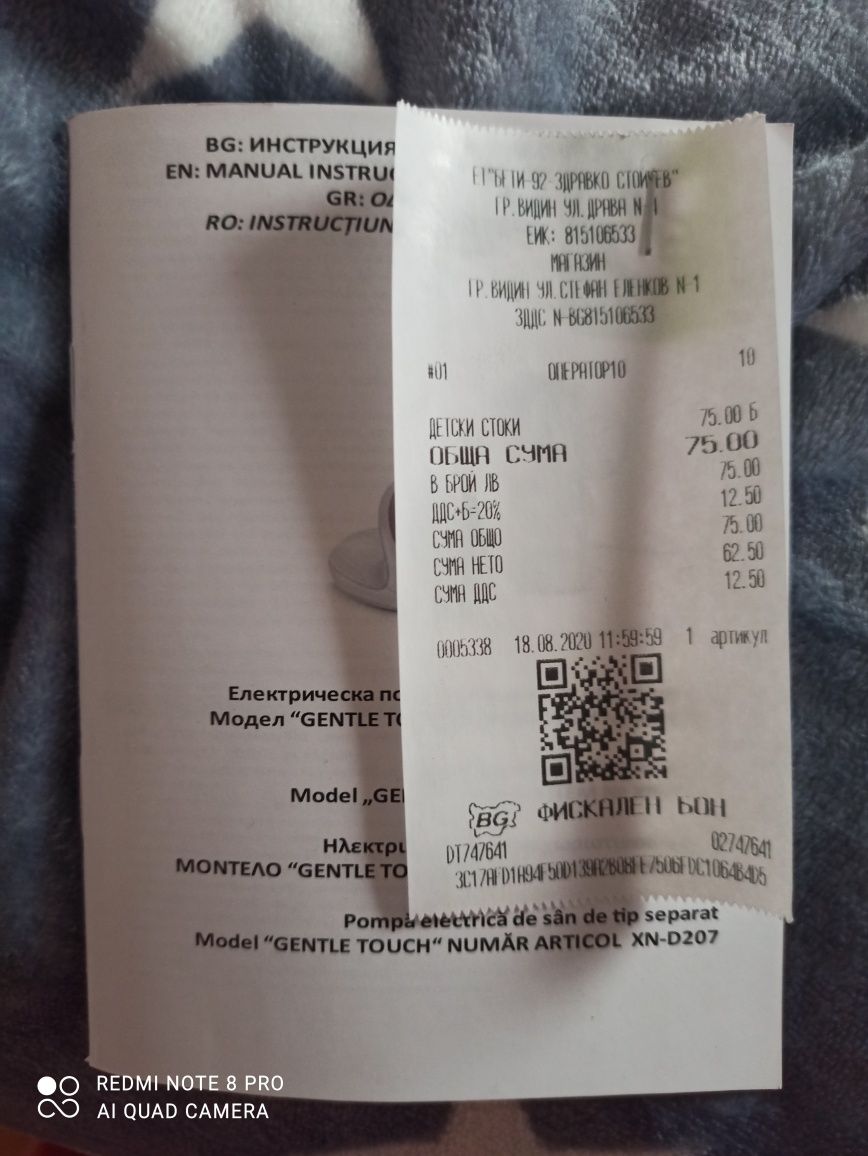 BG: ИНСТРУКЦИЯ
EN: MANUAL INSTRUC
GR: ΟΔ
RO: INSTRUCȚIUN
ЕТ"БЕТИ-92-ЗДРАВКО СТОИЧЕВ"
ГР.ВИДИН УЛ.ДРАВА N 1
ЕИК: 815106533
МАГАЗИН
ГР.ВИДИН УЛ.СТЕФАН ЕЛЕНКОВ N 1
ЗДДС N BG815106533
#01 ОПЕРАТОР10 10
ДЕТСКИ СТОКИ 75.00 Б
ОБЩА СУМА 75.00
В БРОЙ ЛВ 75.00
ДДС+Б=20% 12.50
СУМА ОБЩО 75.00
СУМА НЕТО 62.50
СУМА ДДС 12.50
0005338 18.08.2020 11:59:59 1 артикул
BG ФИСКАЛЕН БОН
DT747641 02747641
3C17AFD1A94F50D139A2B08FE7506FDC1064B4D5
Електрическа по
Модел “GENTLE TO
Model „GE
Ηλεκτρι
ΜΟΝΤΕΛΟ “GENTLE TO
Pompă electrică de sân de tip separat
Model “GENTLE TOUCH“ NUMĂR ARTICOL XN-D207
REDMI NOTE 8 PRO
AI QUAD CAMERA